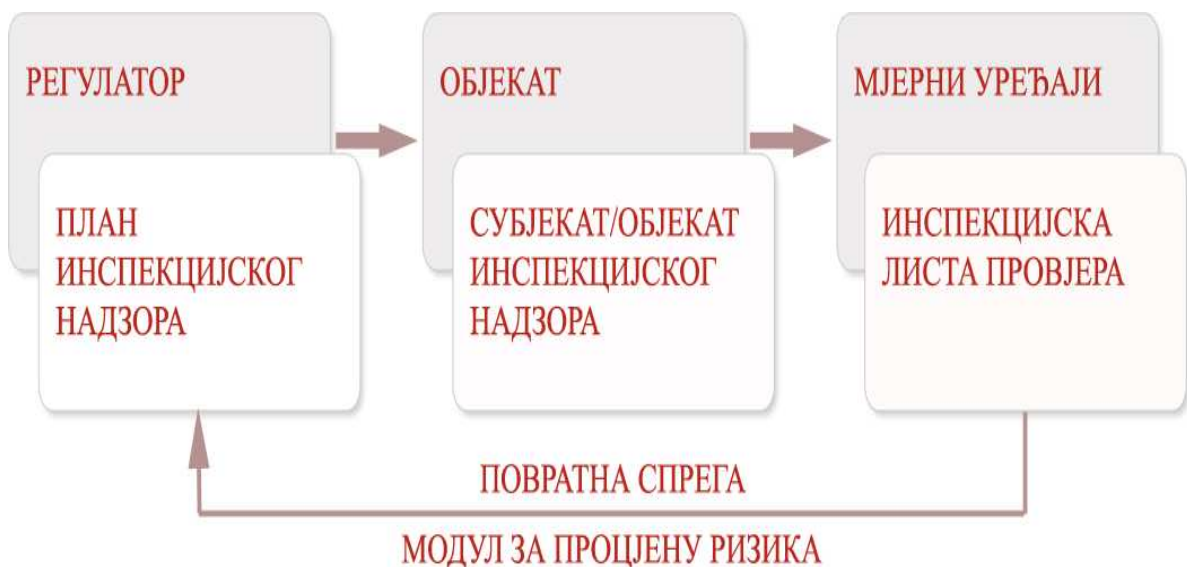 РЕГУЛАТОР
ПЛАН
ИНСПЕКЦИЈСКОГ
НАДЗОРА
ОБЈЕКАТ
СУБЈЕКАТ/ОБЈЕКАТ
ИНСПЕКЦИЈСКОГ
НАДЗОРА
МЈЕРНИ УРЕЂАЈИ
ИНСПЕКЦИЈСКА
ЛИСТА ПРОВЈЕРА
ПОВРАТНА СПРЕГА
МОДУЛ ЗА ПРОЦЈЕНУ РИЗИКА